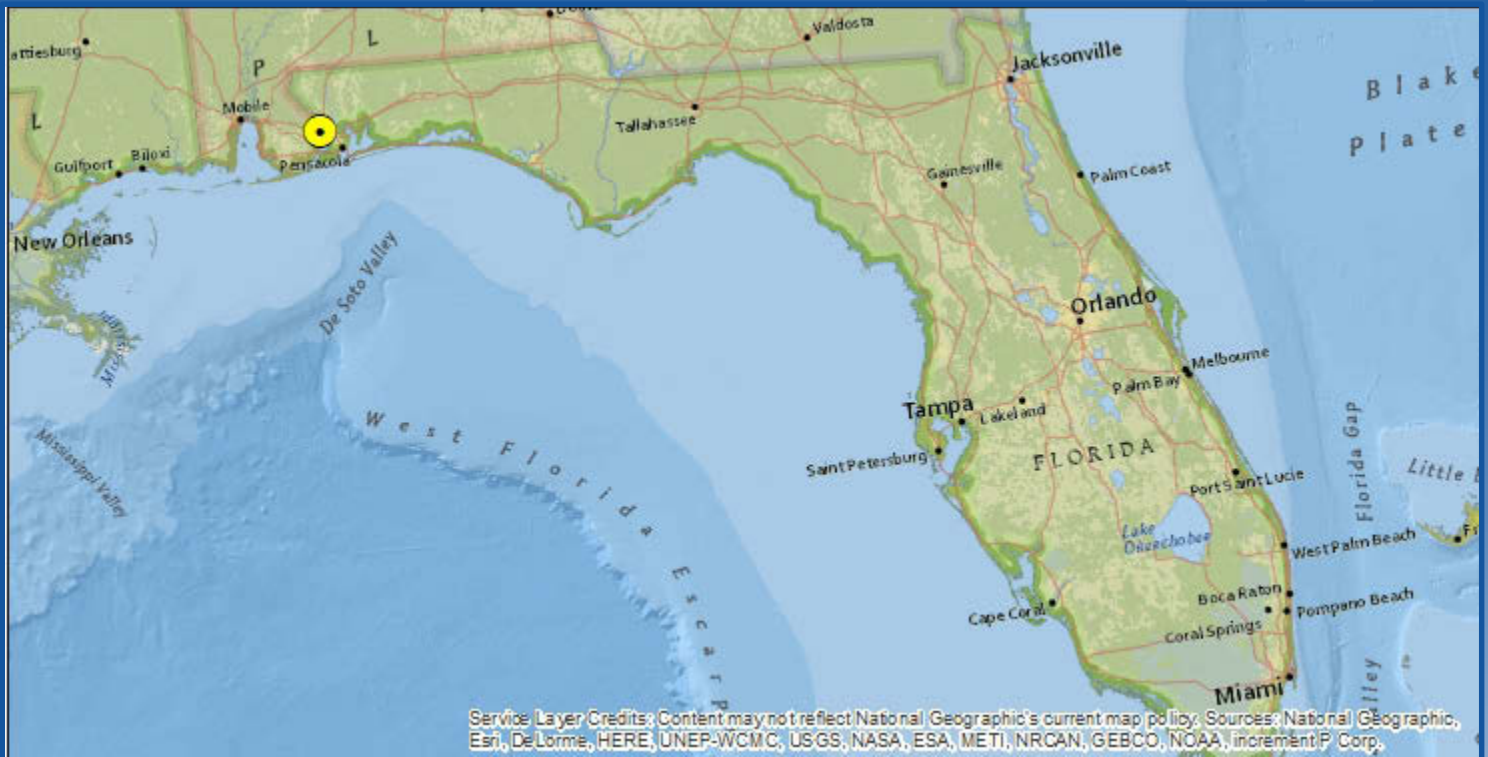 attiesburg
L
P
L
Mobile
Gulfport
Biloxi
Pensacola
Tallahassee
Valdosta
Jacksonville
Gainesville
Palm Coast
Blake
Plate
New Orleans
De Soto Valley
Mississippi Valley
West Florida Escarp
Orlando
Melbourne
Palm Bay
Tampa
Lakeland
Saint Petersburg
FLORIDA
Port Saint Lucie
Lake
Okeechobee
Florida Gap
Little
West Palm Beach
Boca Raton
Pompano Beach
Coral Springs
Cape Coral
Miami
alley
Service Layer Credits: Content may not reflect National Geographic's current map policy. Sources: National Geographic,
Esri, DeLorme, HERE, UNEP-WCMC, USGS, NASA, ESA, METI, NRCAN, GEBCO, NOAA, increment P Corp.